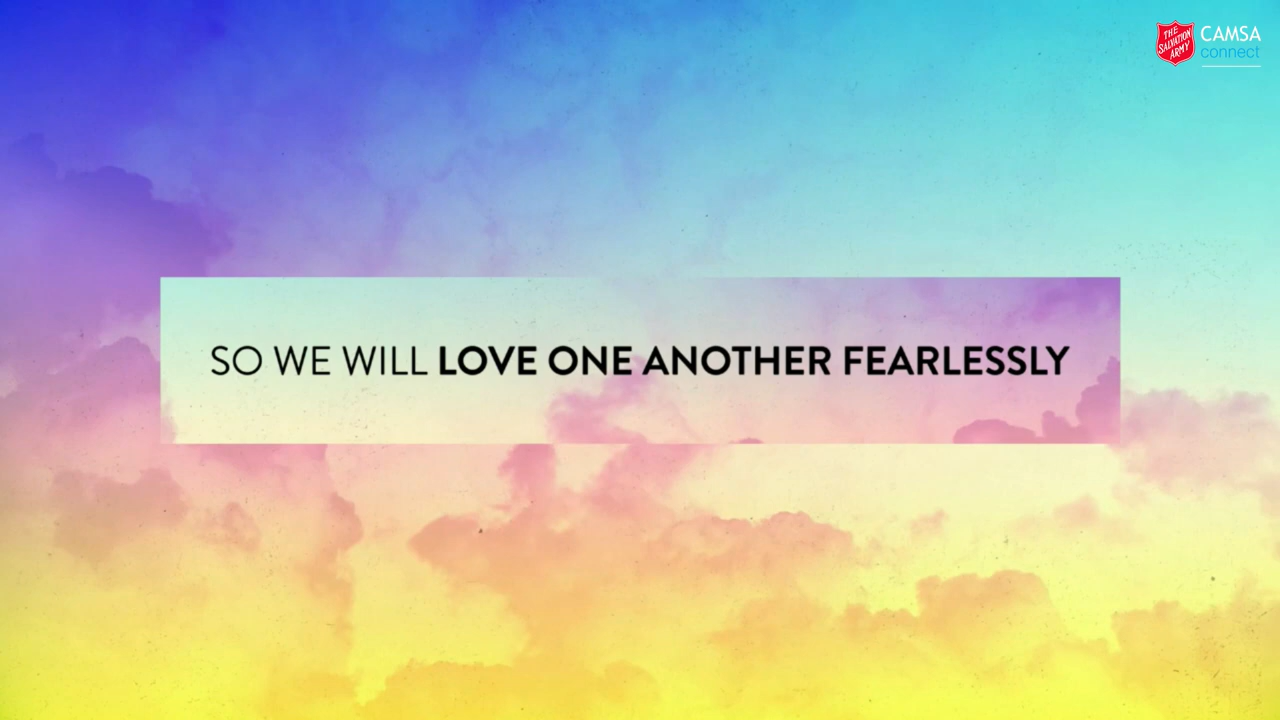 THE
SALVATION
ARMY
CAMSA
connect
SO WE WILL LOVE ONE ANOTHER FEARLESSLY